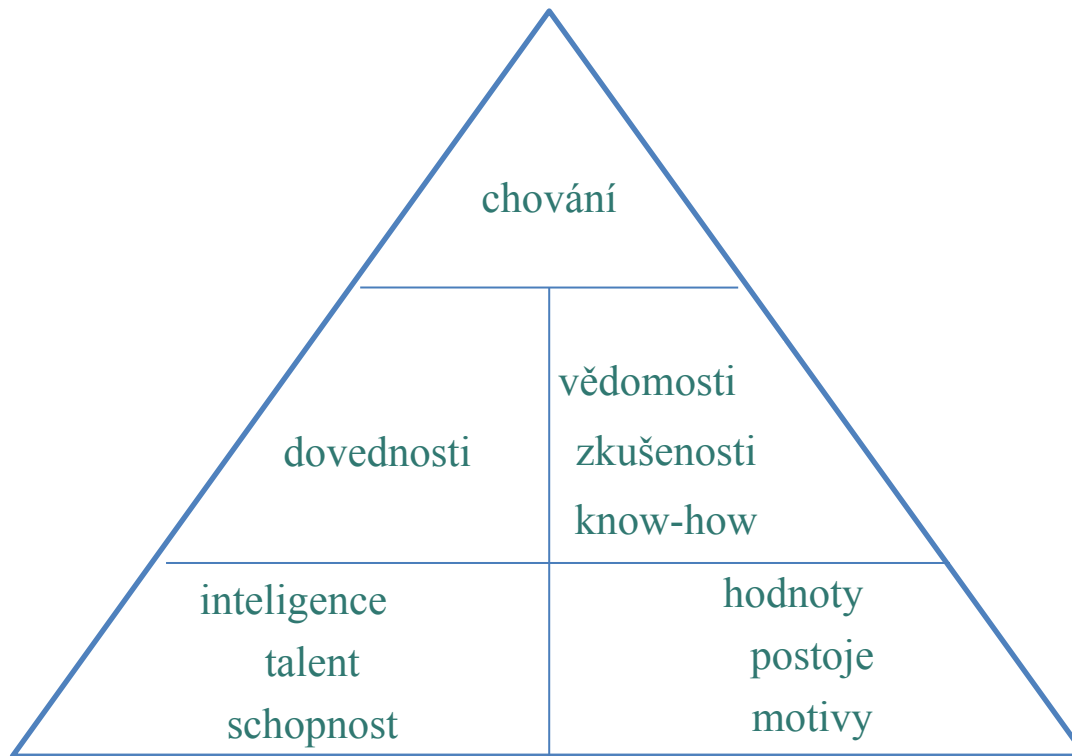 chování
dovednosti
vědomosti
zkušenosti
know-how
inteligence
talent
schopnost
hodnoty
postoje
motivy